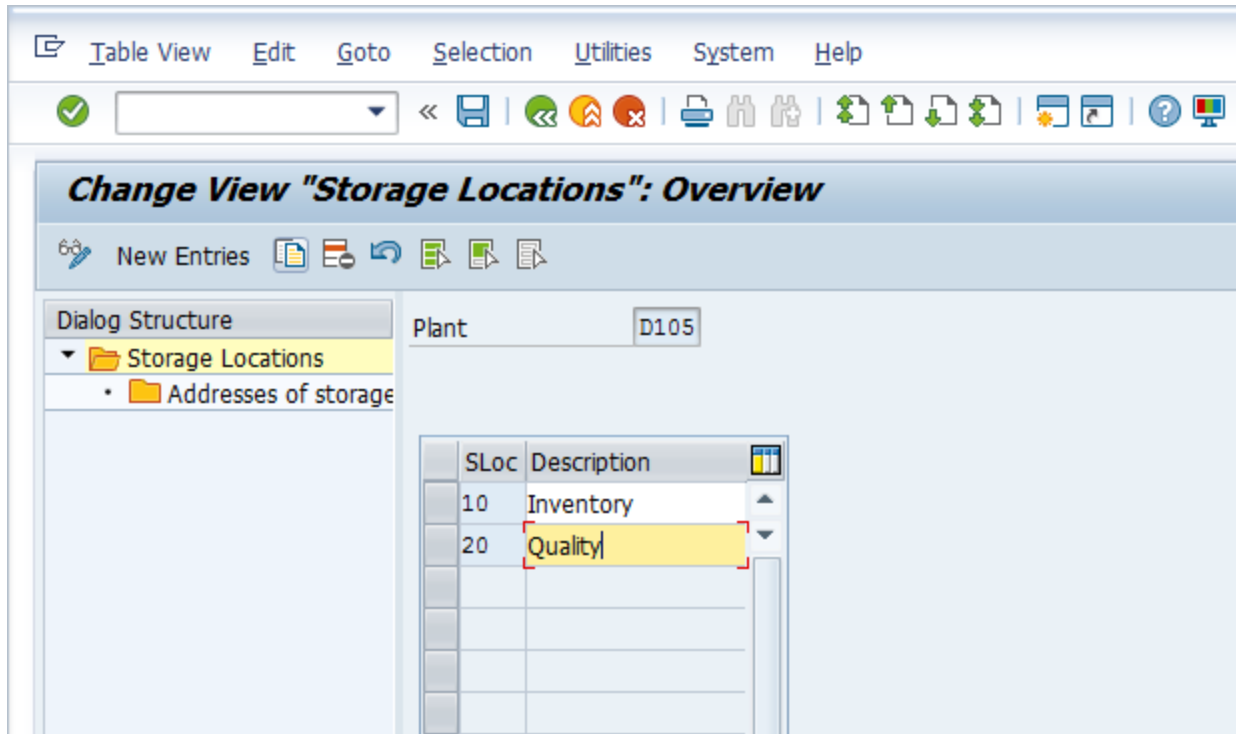 Table View Edit Goto Selection Utilities System Help
Change View "Storage Locations": Overview
New Entries
Dialog Structure
Storage Locations
Addresses of storage
Plant D105
SLoc Description
10 Inventory
20 Quality